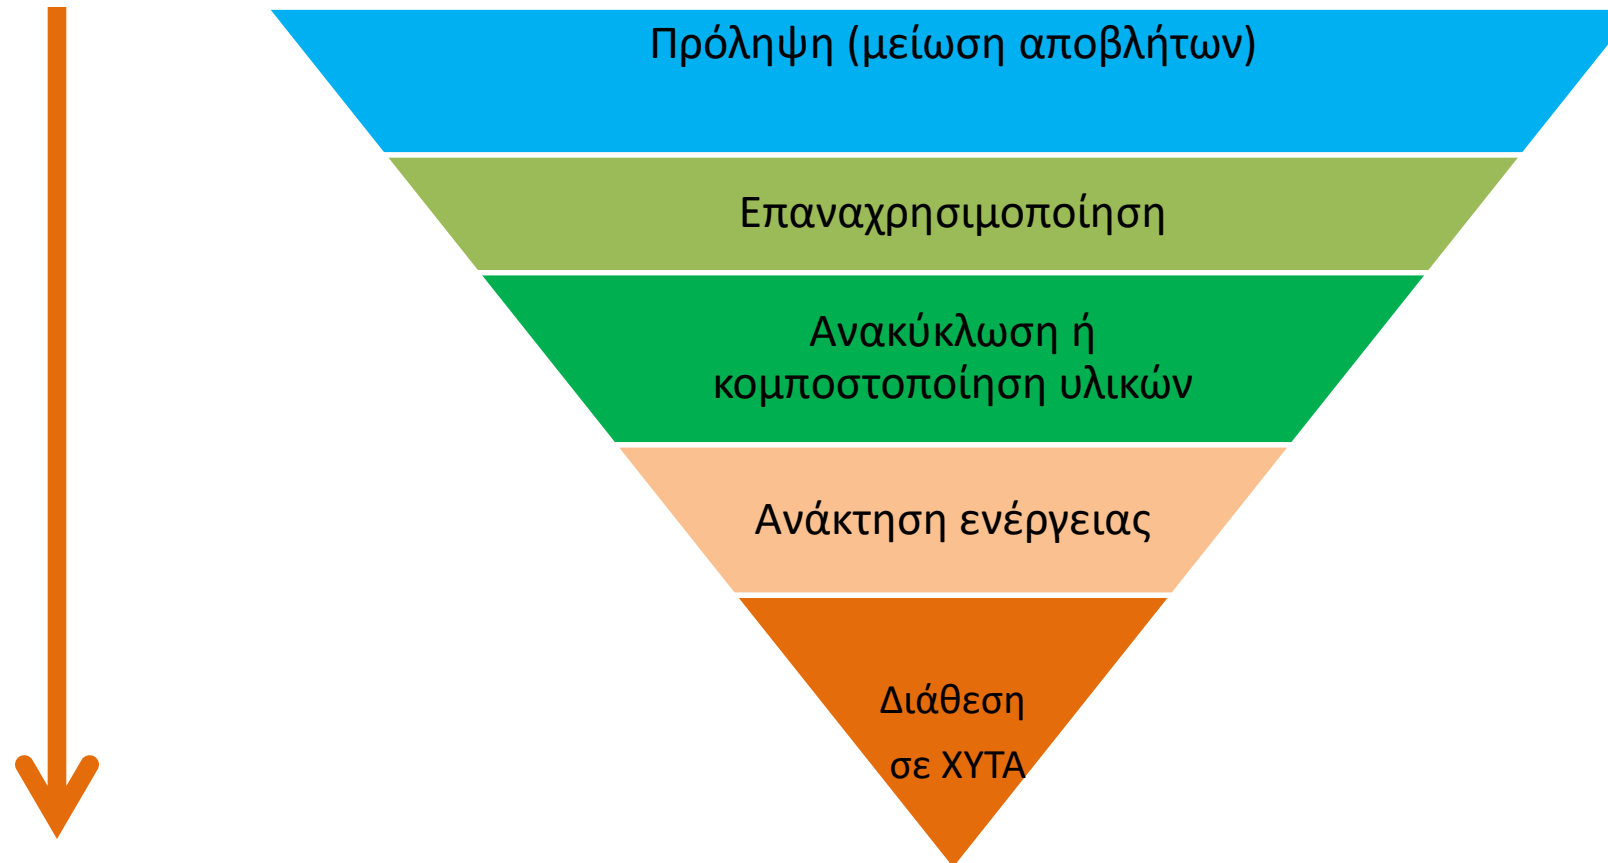 Πρόληψη (μείωση αποβλήτων)
Επαναχρησιμοποίηση
Ανακύκλωση ή
κομποστοποίηση υλικών
Ανάκτηση ενέργειας
Διάθεση
σε ΧΥΤΑ